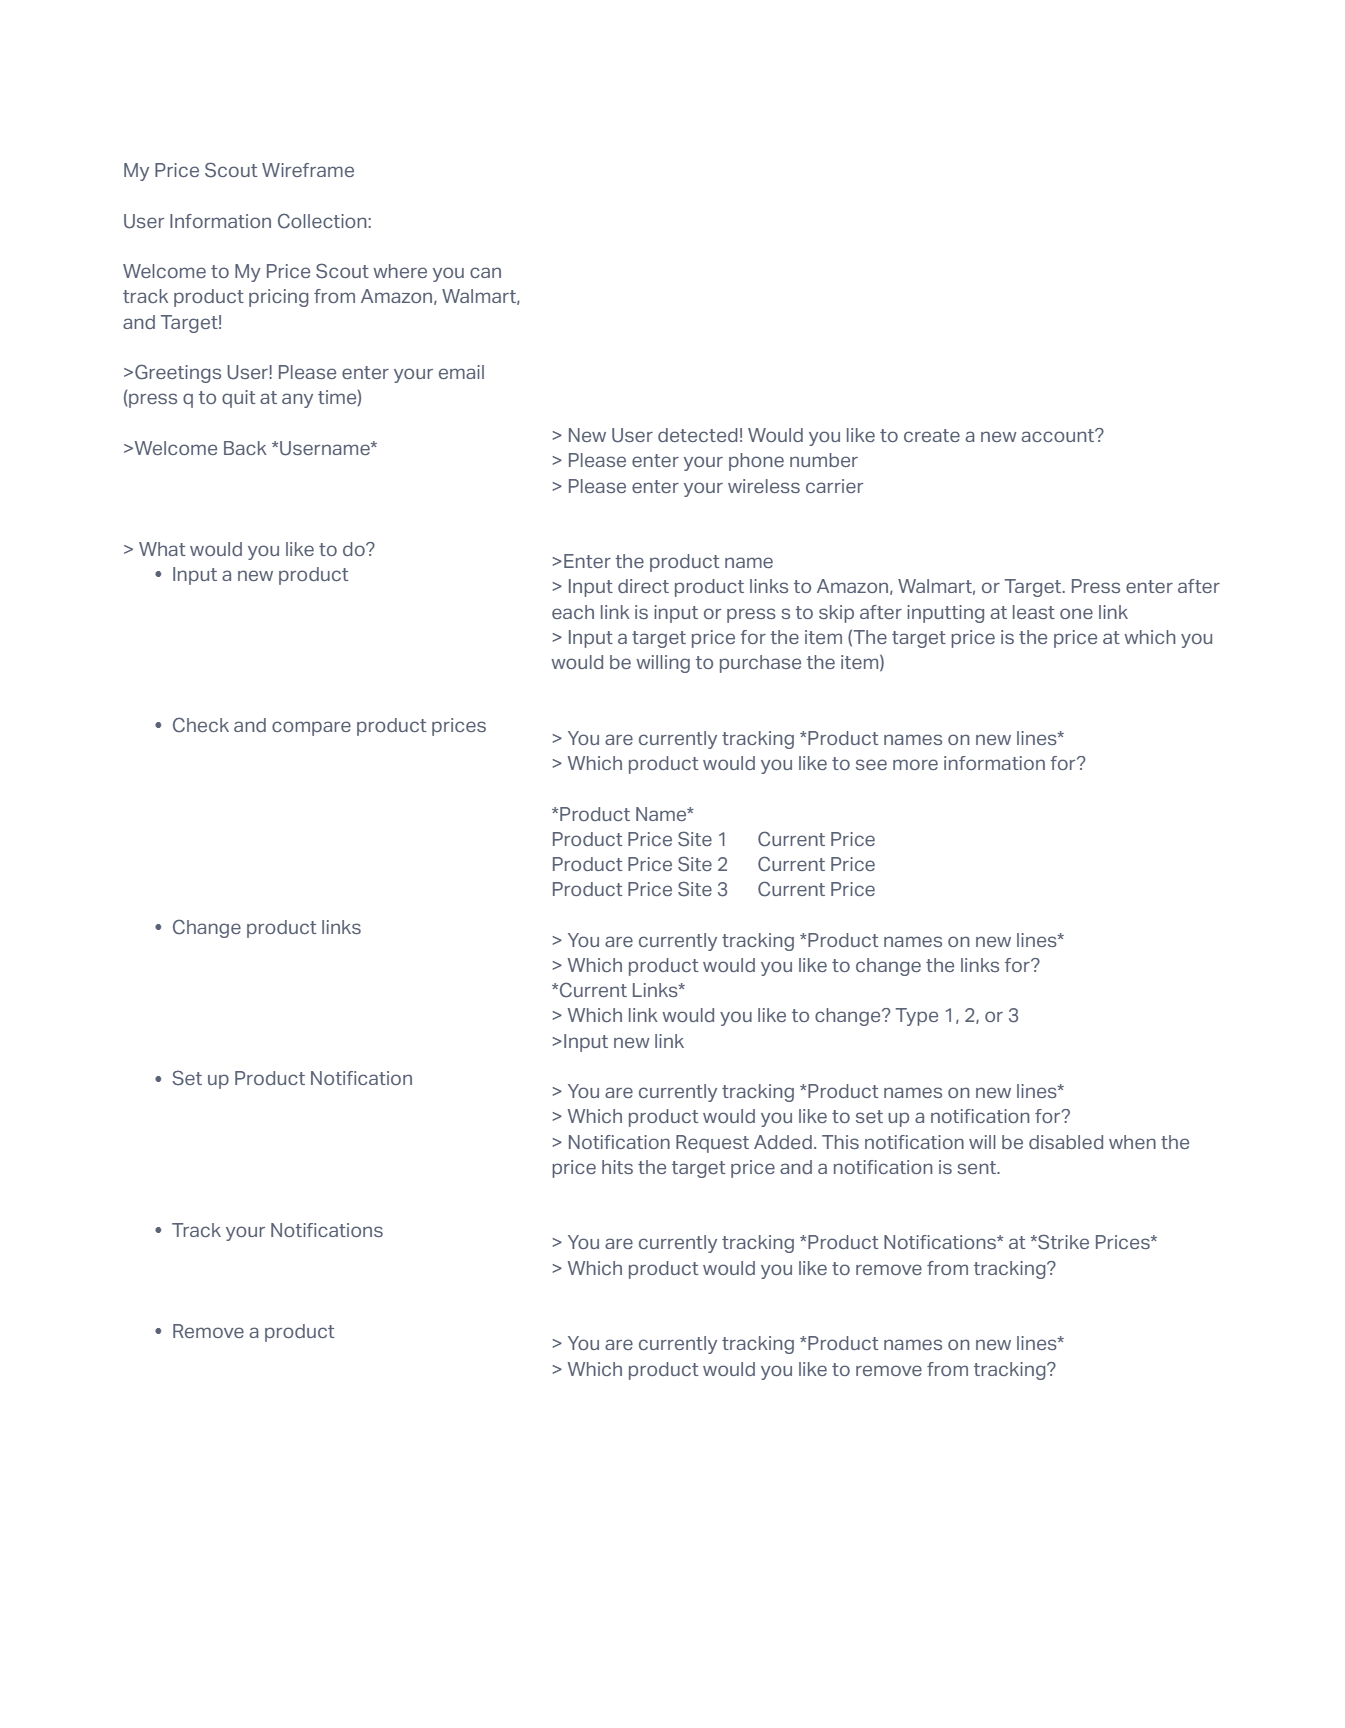 My Price Scout Wireframe
User Information Collection:
Welcome to My Price Scout where you can
track product pricing from Amazon, Walmart,
and Target!
>Greetings User! Please enter your email
(press q to quit at any time)
>Welcome Back *Username*
> New User detected! Would you like to create a new account?
> Please enter your phone number
> Please enter your wireless carrier
> What would you like to do?
• Input a new product
>Enter the product name
> Input direct product links to Amazon, Walmart, or Target. Press enter after
each link is input or press s to skip after inputting at least one link
> Input a target price for the item (The target price is the price at which you
would be willing to purchase the item)
• Check and compare product prices
> You are currently tracking *Product names on new lines*
> Which product would you like to see more information for?
*Product Name*
Product Price Site 1 Current Price
Product Price Site 2 Current Price
Product Price Site 3 Current Price
• Change product links
> You are currently tracking *Product names on new lines*
> Which product would you like to change the links for?
*Current Links*
> Which link would you like to change? Type 1, 2, or 3
>Input new link
• Set up Product Notification
> You are currently tracking *Product names on new lines*
> Which product would you like to set up a notification for?
> Notification Request Added. This notification will be disabled when the
price hits the target price and a notification is sent.
• Track your Notifications
> You are currently tracking *Product Notifications* at *Strike Prices*
> Which product would you like to remove from tracking?
• Remove a product
> You are currently tracking *Product names on new lines*
> Which product would you like to remove from tracking?